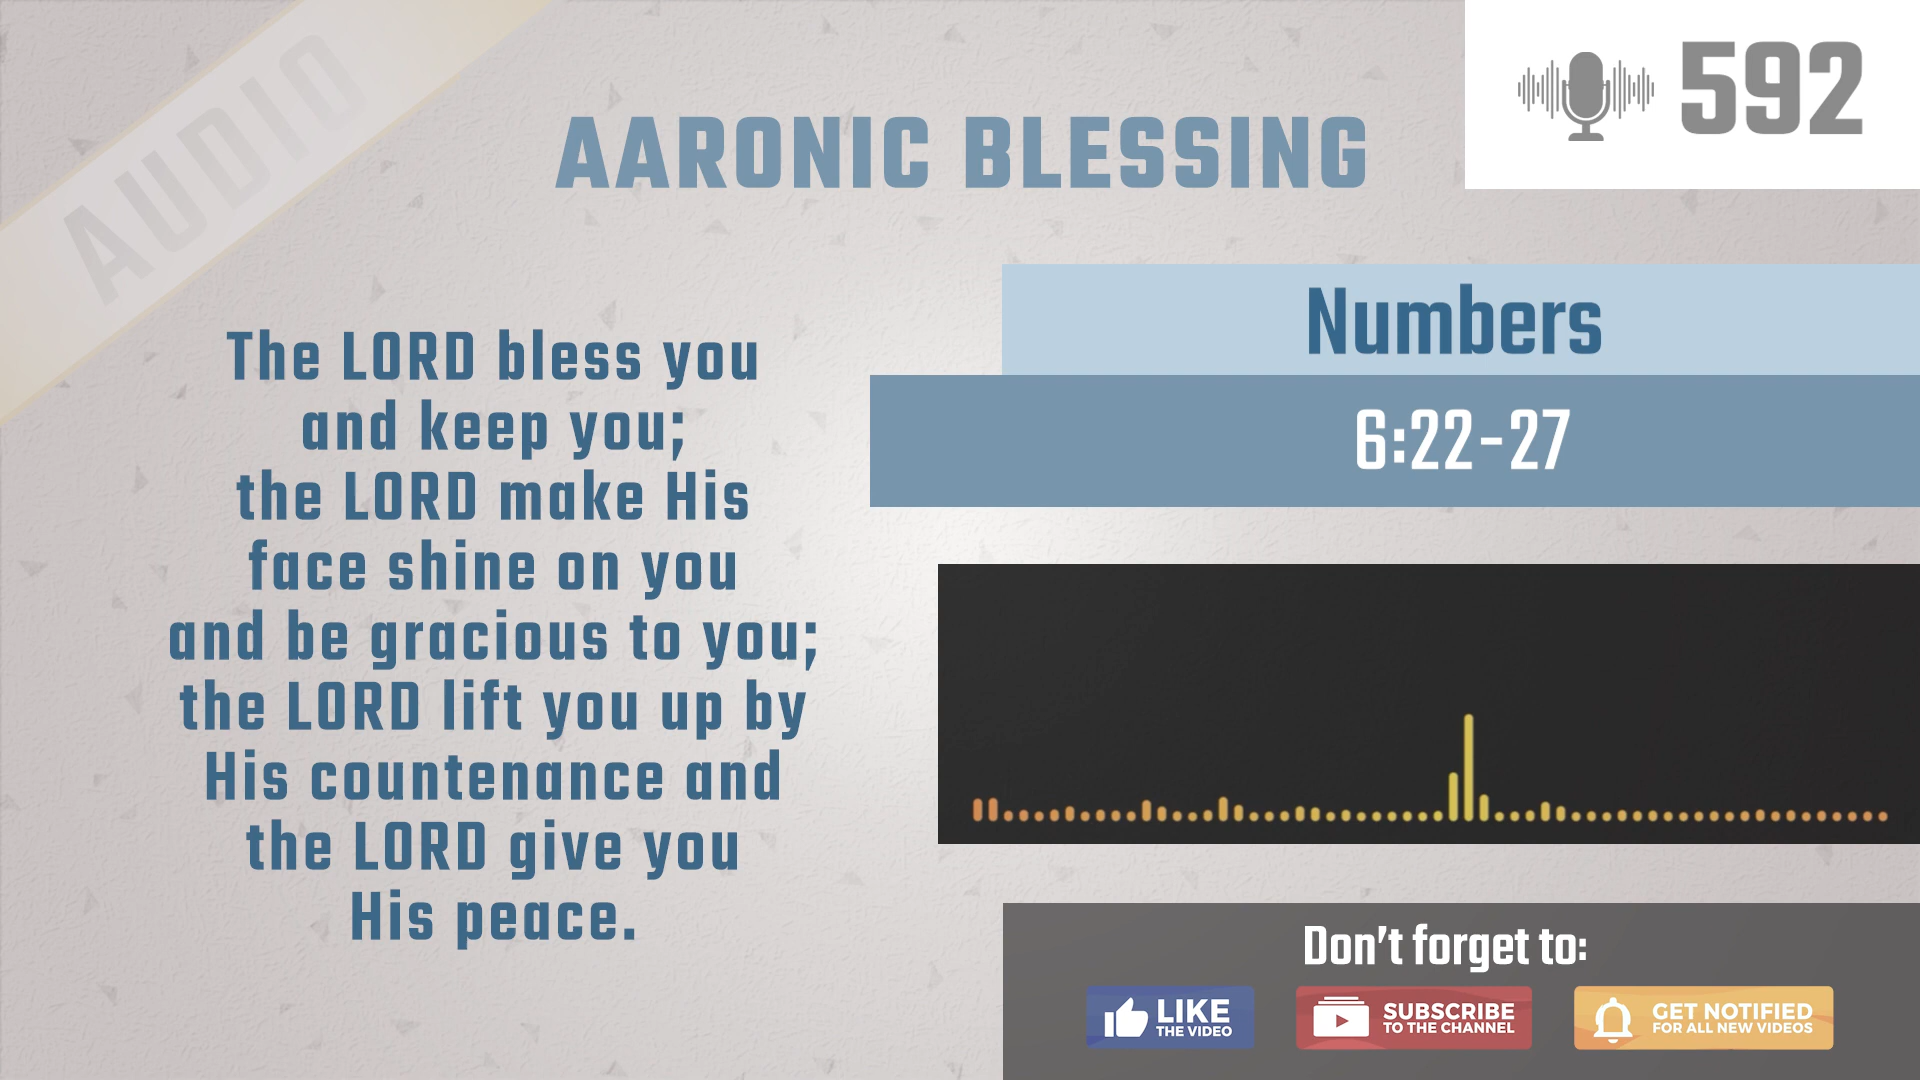 AUDIO
592
AARONIC BLESSING
Numbers
6:22-27
The LORD bless you
and keep you;
the LORD make His
face shine on you
and be gracious to you;
the LORD lift you up by
His countenance and
the LORD give you
His peace.
Don't forget to:
LIKE
THE VIDEO
SUBSCRIBE
TO THE CHANNEL
GET NOTIFIED
FOR ALL NEW VIDEOS